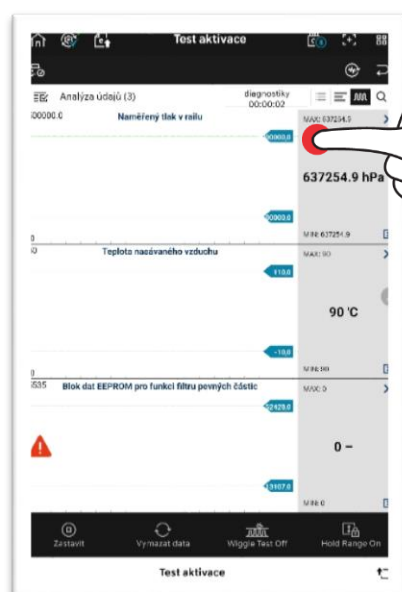 Test aktivace
Analýza údajů (3)
diagnostiky
00:00:02
Naměřený tlak v railu
MAX: 637254.9
637254.9 hPa
MIN: 637254.9
0
Teplota nasávaného vzduchu
MAX: 90
110,0
90 °C
-10,0
MIN: 90
0
Blok dat EEPROM pro funkci filtru pevných částic
MAX: 0
0 –
MIN: 0
Zastavit
Vymazat data
Wiggle Test Off
Hold Range On
Test aktivace